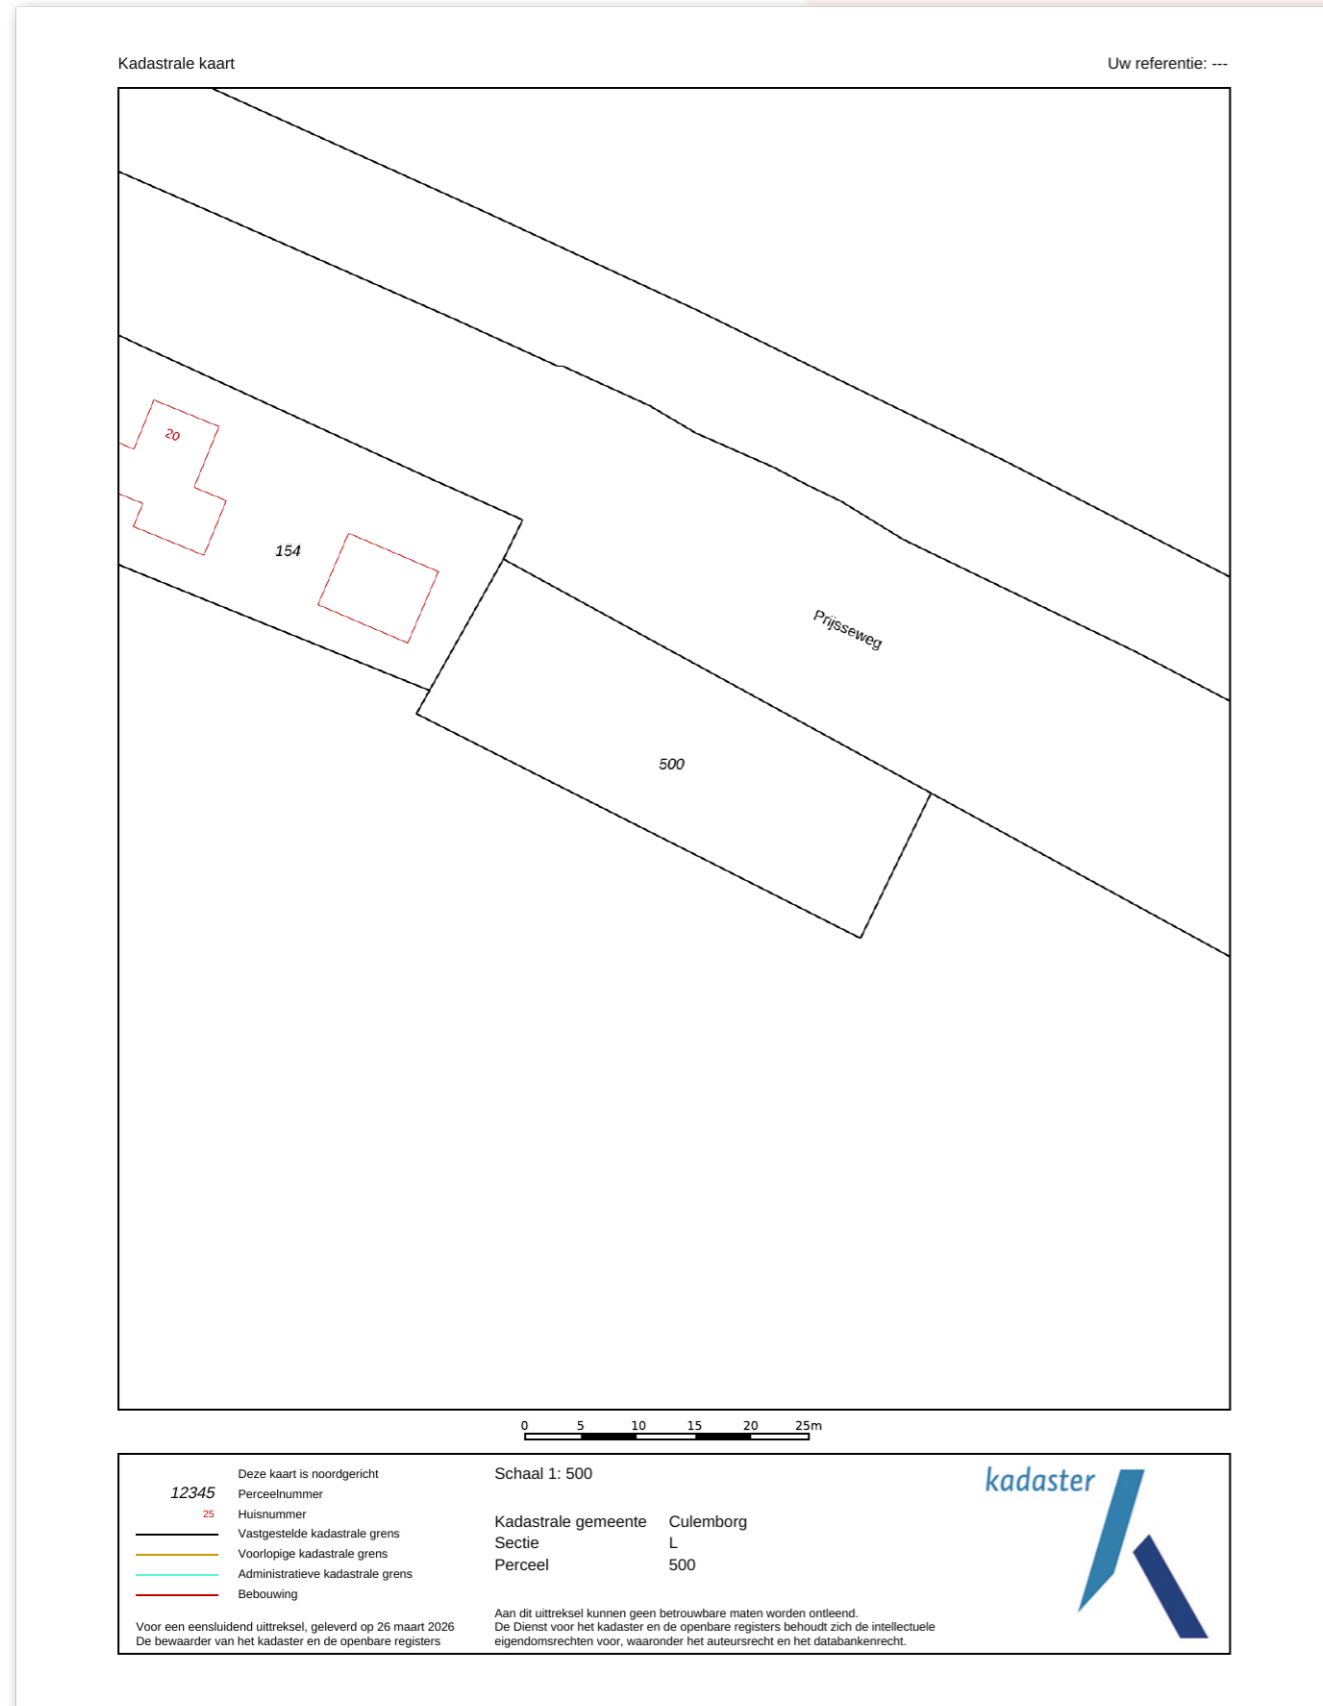 Kadastrale kaart
Uw referentie: ---
20
154
Prijsseweg
500
0 5 10 15 20 25m
Deze kaart is noordgericht
12345 Perceelnummer
25 Huisnummer
Vastgestelde kadastrale grens
Voorlopige kadastrale grens
Administratieve kadastrale grens
Bebouwing
Voor een eensluidend uittreksel, geleverd op 26 maart 2026
De bewaarder van het kadaster en de openbare registers
Schaal 1: 500
Kadastrale gemeente Culemborg
Sectie L
Perceel 500
Aan dit uittreksel kunnen geen betrouwbare maten worden ontleend.
De Dienst voor het kadaster en de openbare registers behoudt zich de intellectuele
eigendomsrechten voor, waaronder het auteursrecht en het databankenrecht.
kadaster